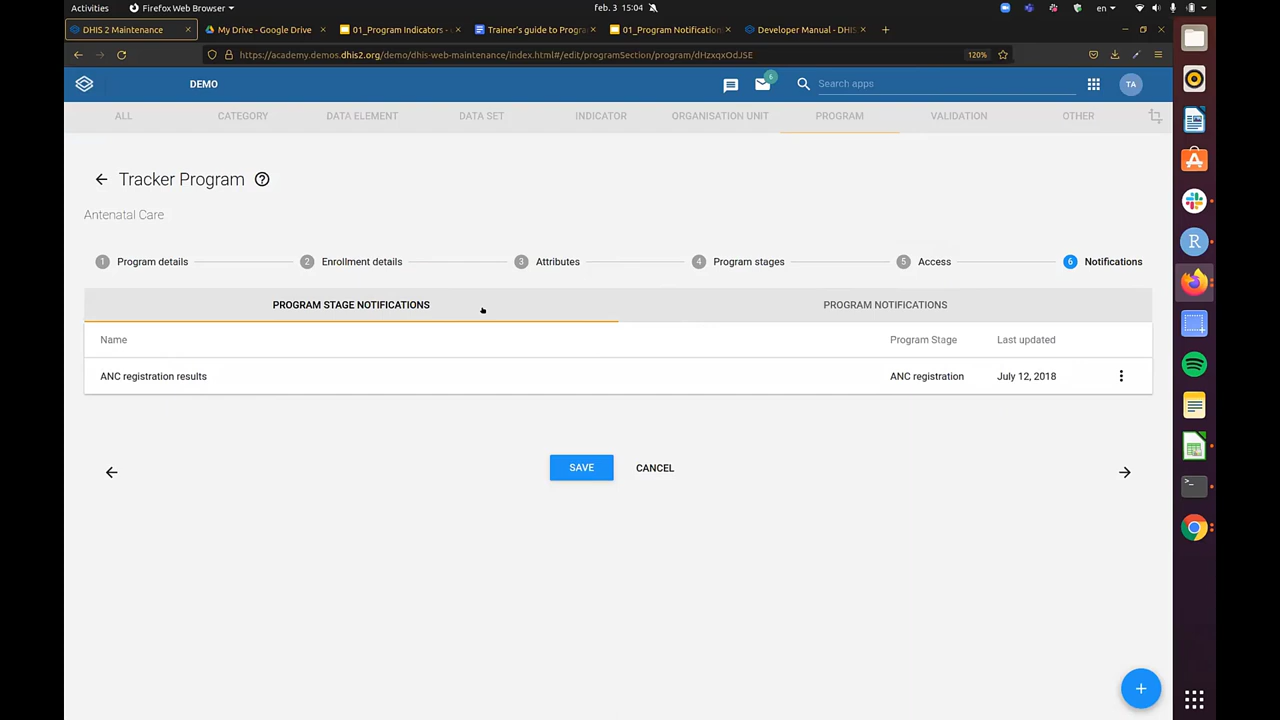 Activities
Firefox Web Browser
feb. 3 15:04
en
DHIS 2 Maintenance
My Drive - Google Drive
01_Program Indicators -
Trainer's guide to Progra
01_Program Notification
Developer Manual - DHIS
https://academy.demos.dhis2.org/demo/dhis-web-maintenance/index.html#/edit/programSection/program/dHzxqxOdJSE
120%
DEMO
6
Search apps
TA
ALL
CATEGORY
DATA ELEMENT
DATA SET
INDICATOR
ORGANISATION UNIT
PROGRAM
VALIDATION
OTHER
Tracker Program
Antenatal Care
1 Program details
2 Enrollment details
3 Attributes
4 Program stages
5 Access
6 Notifications
PROGRAM STAGE NOTIFICATIONS
PROGRAM NOTIFICATIONS
Name Program Stage Last updated
ANC registration results ANC registration July 12, 2018
SAVE
CANCEL